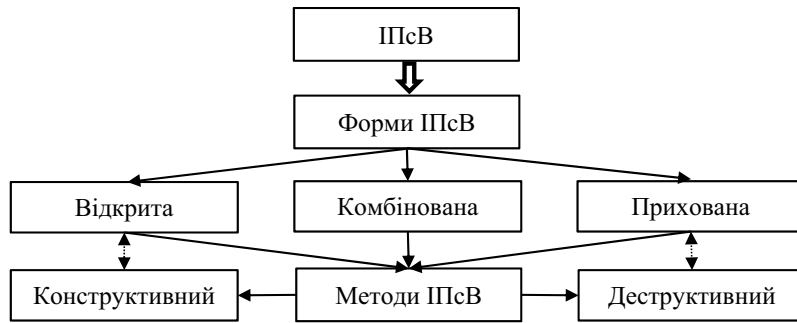 ІПсВ
Форми ІПсВ
Відкрита
Комбінована
Прихована
Конструктивний
Методи ІПсВ
Деструктивний